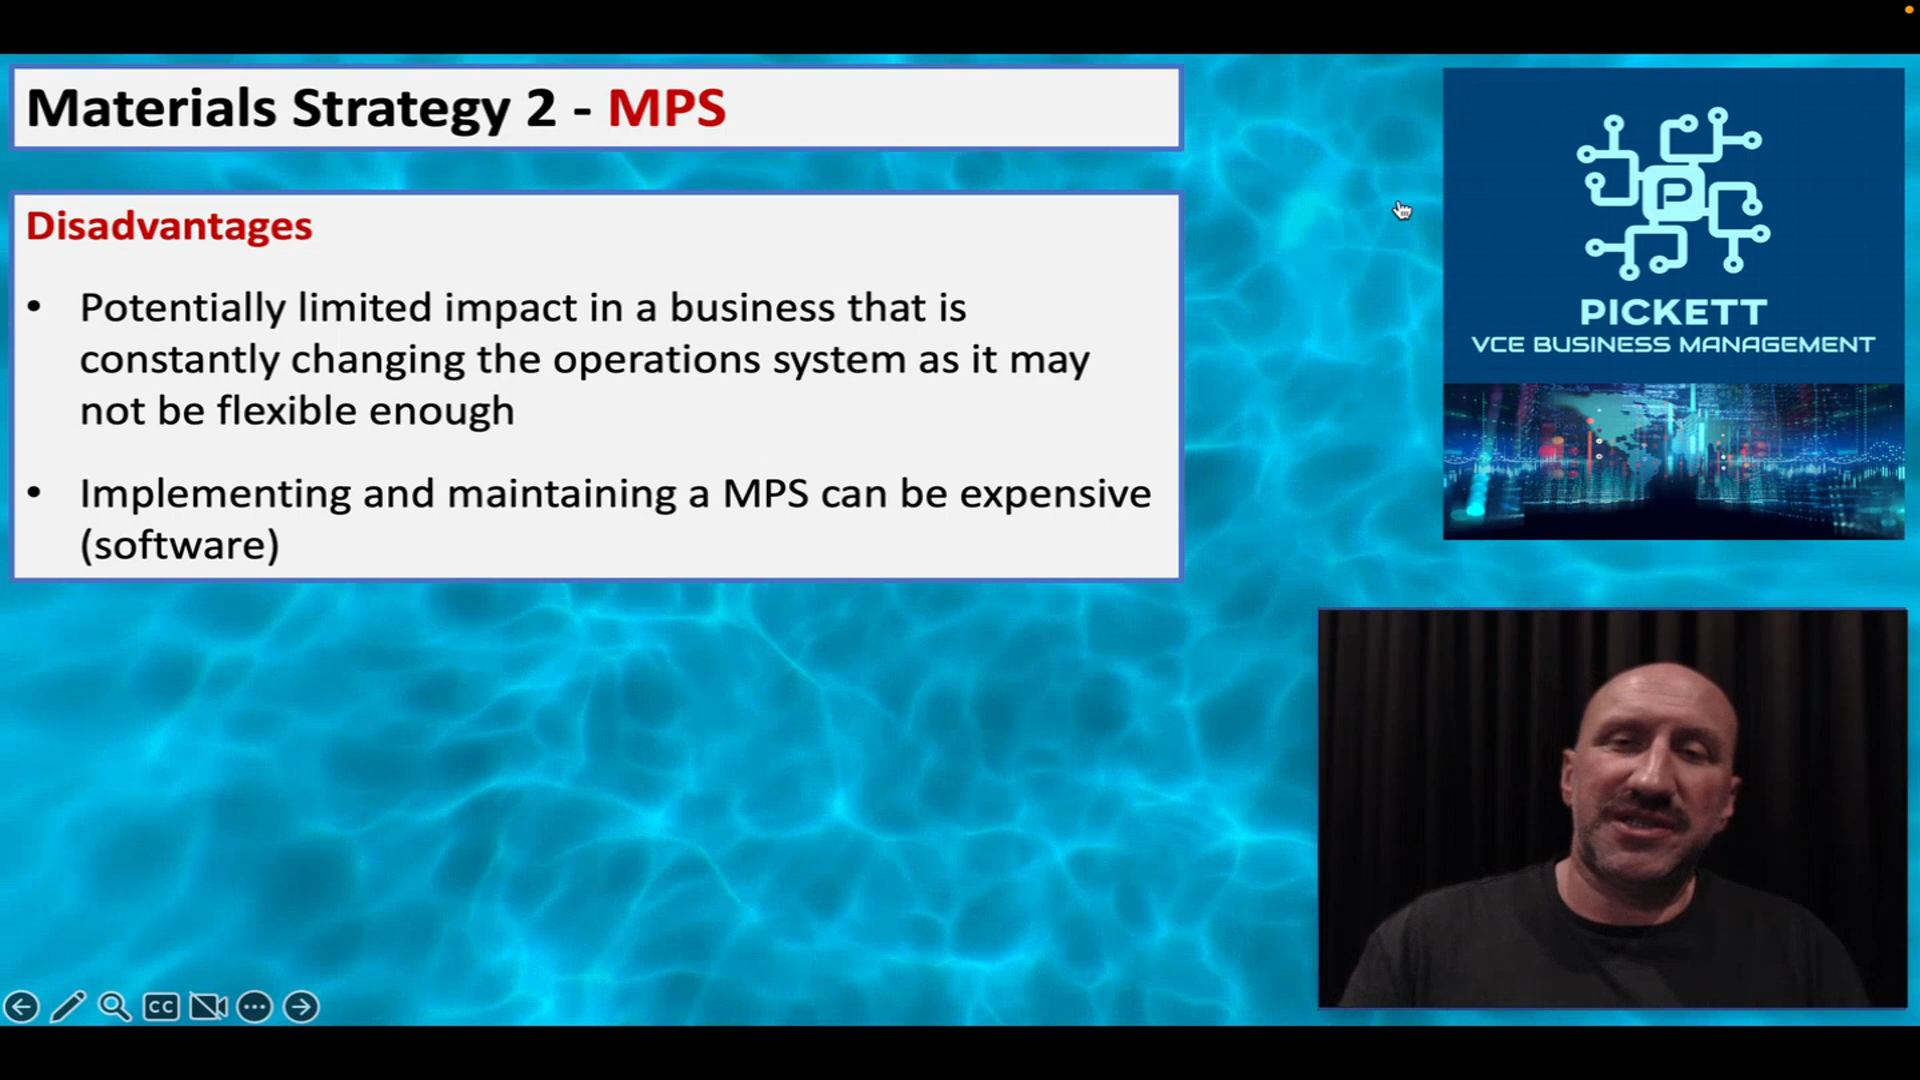 Materials Strategy 2 - MPS
Disadvantages
• Potentially limited impact in a business that is
constantly changing the operations system as it may
not be flexible enough
• Implementing and maintaining a MPS can be expensive
(software)
P
PICKETT
VCE BUSINESS MANAGEMENT
CC